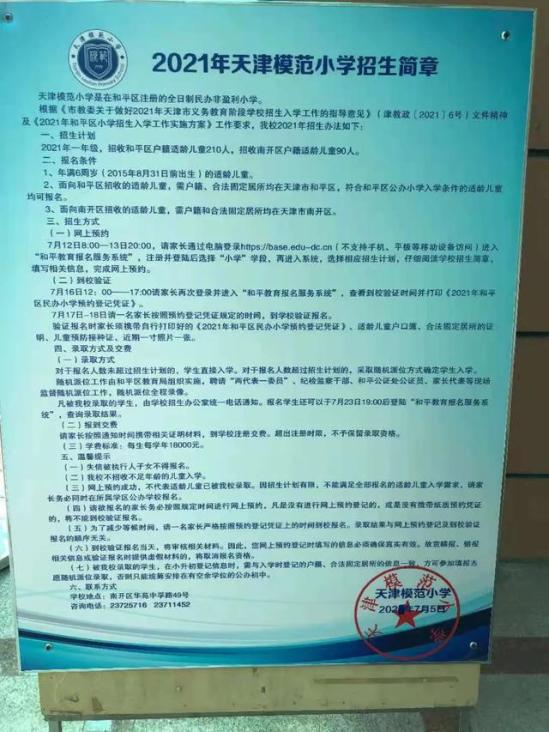 天津模范小学
模范
2021年天津模范小学招生简章
天津模范小学是在和平区注册的全日制民办非盈利小学。
根据《市教委关于做好2021年天津市义务教育阶段学校招生入学工作的指导意见》（津教政〔2021〕6号）文件精神
及《2021年和平区小学招生入学工作实施方案》工作要求，我校2021年招生办法如下：
一、招生计划
2021年一年级，招收和平区户籍适龄儿童210人，招收南开区户籍适龄儿童90人。
二、报名条件
1、年满6周岁（2015年8月31日前出生）的适龄儿童。
2、面向和平区招收的适龄儿童，需户籍、合法固定居所均在天津市和平区，符合和平区公办小学入学条件的适龄儿童
均可报名。
3、面向南开区招收的适龄儿童，需户籍和合法固定居所均在天津市南开区。
三、招生方式
（一）网上预约
7月12日8:00—13日20:00，请家长通过电脑登录https://base.edu-dc.cn（不支持手机、平板等移动设备访问）进入
“和平教育报名服务系统”，注册并登陆后选择“小学”学段，再进入系统，选择相应招生计划，仔细阅读学校招生简章，
填写相关信息，完成网上预约。
（二）到校验证
7月16日12：00——17:00请家长再次登录并进入“和平教育报名服务系统”，查看到校验证时间并打印《2021年和平
区民办小学预约登记凭证》。
7月17日-18日请一名家长按照预约登记凭证规定的时间，到学校验证报名。
验证报名时家长须携带自行打印好的《2021年和平区民办小学预约登记凭证》、适龄儿童户口簿、合法固定居所的证
明、儿童预防接种证、近期一寸照片一张。
四、录取方式及交费
（一）录取方式
对于报名人数未超过招生计划的，学生直接入学。对于报名人数超过招生计划的，采取随机派位方式确定学生入学。
随机派位工作由和平区教育局组织实施，聘请“两代表一委员”，纪检监察干部、和平公证处公证员、家长代表等现场
监督随机派位工作，随机派位全程录像。
凡被我校录取的学生，由学校招生办公室统一电话通知。报名学生还可以于7月23日19:00后登陆“和平教育报名服务系
统”，查询录取结果。
（二）报到交费
请家长按照通知时间携带相关证明材料，到学校注册交费。超出注册时限，不予保留录取资格。
（三）学费标准：每生每学年18000元。
五、温馨提示
（一）失信被执行人子女不得报名。
（二）我校不招收不足年龄的儿童入学。
（三）网上预约成功，不代表适龄儿童已被我校录取。因招生计划有限，不能满足全部报名的适龄儿童入学需求，请家
长务必同时在所属学区公办学校报名。
（四）请欲报名的家长务必按照规定时间进行网上预约，凡是没有进行网上预约登记的，或是没有携带纸质预约凭证
的，将不能到校验证报名。
（五）为了减少等候时间，请一名家长严格按照预约登记凭证上的时间到校报名。录取结果与网上预约登记及到校验证
报名的顺序无关。
（六）到校验证报名当天，将审核相关材料。因此，您网上预约登记时填写的信息必须确保真实有效。故意瞒报、错报
相关信息或验证报名时提供虚假材料的，将取消报名资格。
（七）被我校录取的学生，在小升初登记信息时，需与入学时登记的户籍、合法固定居所的信息一致，方可参加填报志
愿随机派位录取，否则只能统筹安排在有空余学位的公办初中。
六、联系方式
学校地点：南开区华苑中孚路49号
咨询电话：23725716 23711452
天津模范小学
2021年7月5日
天津模范小学